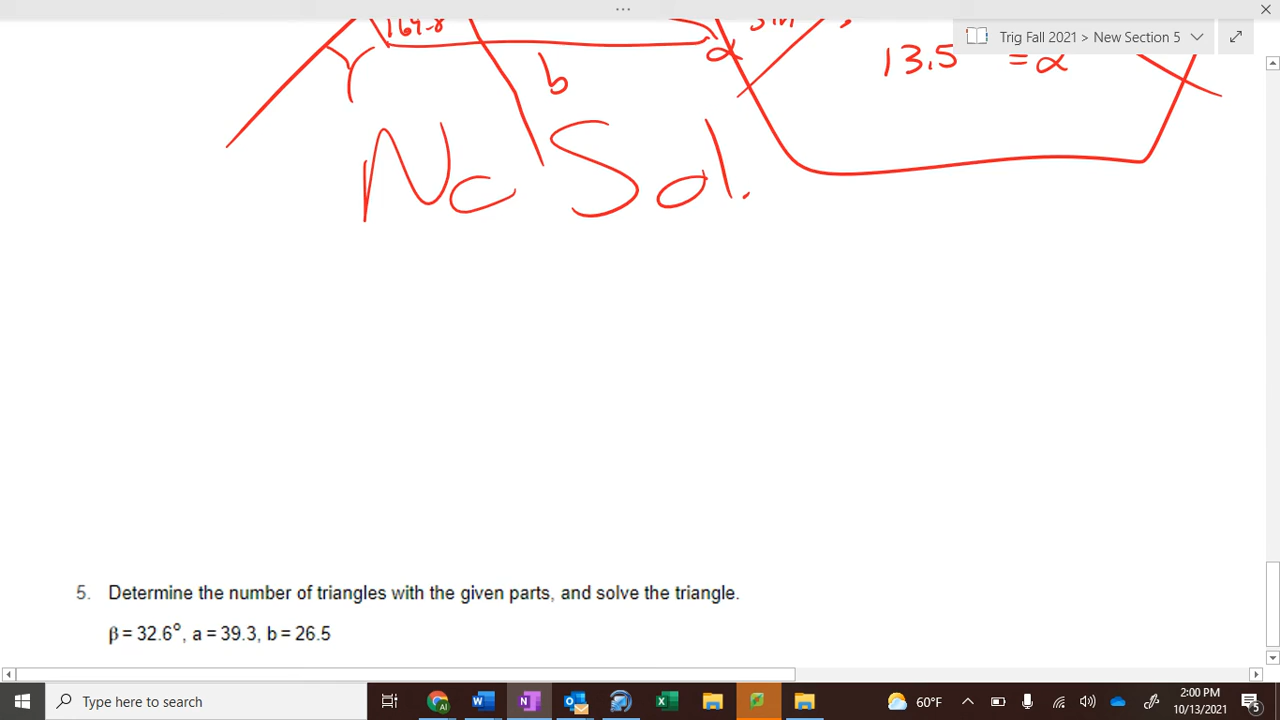 Trig Fall 2021 > New Section 5
164.8
sin
13.5 = α
α
b
No Sol.
5. Determine the number of triangles with the given parts, and solve the triangle.
β = 32.6°, a = 39.3, b = 26.5
Type here to search
60°F
2:00 PM
10/13/2021
5